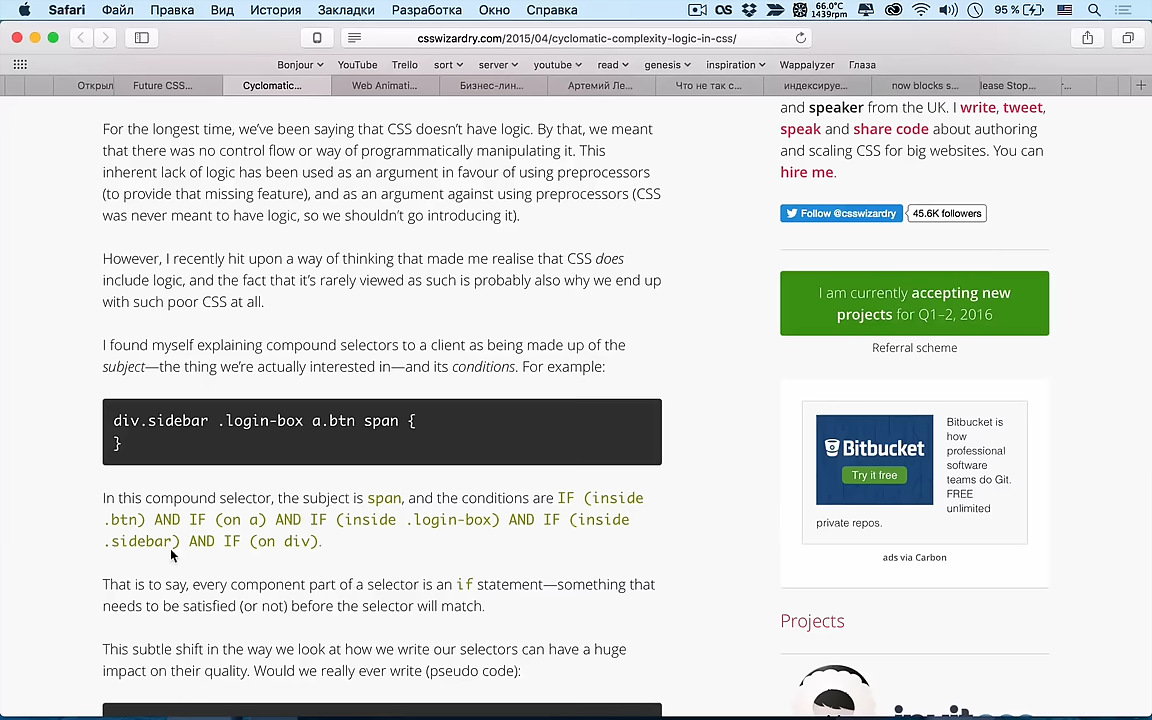 Safari Файл Правка Вид История Закладки Разработка Окно Справка 66.0°C 1439rpm 95 %
csswizardry.com/2015/04/cyclomatic-complexity-logic-in-css/
Bonjour YouTube Trello sort server youtube read genesis inspiration Wappalyzer Глаза
Открыл Future CSS... Cyclomatic... Web Animati... Бизнес-лин... Артемий Ле... Что не так с... индексируе... now blocks s... lease Stop...
For the longest time, we’ve been saying that CSS doesn’t have logic. By that, we meant
that there was no control flow or way of programmatically manipulating it. This
inherent lack of logic has been used as an argument in favour of using preprocessors
(to provide that missing feature), and as an argument against using preprocessors (CSS
was never meant to have logic, so we shouldn’t go introducing it).
However, I recently hit upon a way of thinking that made me realise that CSS does
include logic, and the fact that it’s rarely viewed as such is probably also why we end up
with such poor CSS at all.
I found myself explaining compound selectors to a client as being made up of the
subject—the thing we’re actually interested in—and its conditions. For example:
div.sidebar .login-box a.btn span {
}
In this compound selector, the subject is span, and the conditions are IF (inside
.btn) AND IF (on a) AND IF (inside .login-box) AND IF (inside
.sidebar) AND IF (on div).
That is to say, every component part of a selector is an if statement—something that
needs to be satisfied (or not) before the selector will match.
This subtle shift in the way we look at how we write our selectors can have a huge
impact on their quality. Would we really ever write (pseudo code):
and speaker from the UK. I write, tweet,
speak and share code about authoring
and scaling CSS for big websites. You can
hire me.
Follow @csswizardry 45.6K followers
I am currently accepting new
projects for Q1–2, 2016
Referral scheme
Bitbucket
Try it free
Bitbucket is
how
professional
software
teams do Git.
FREE
unlimited
private repos.
ads via Carbon
Projects